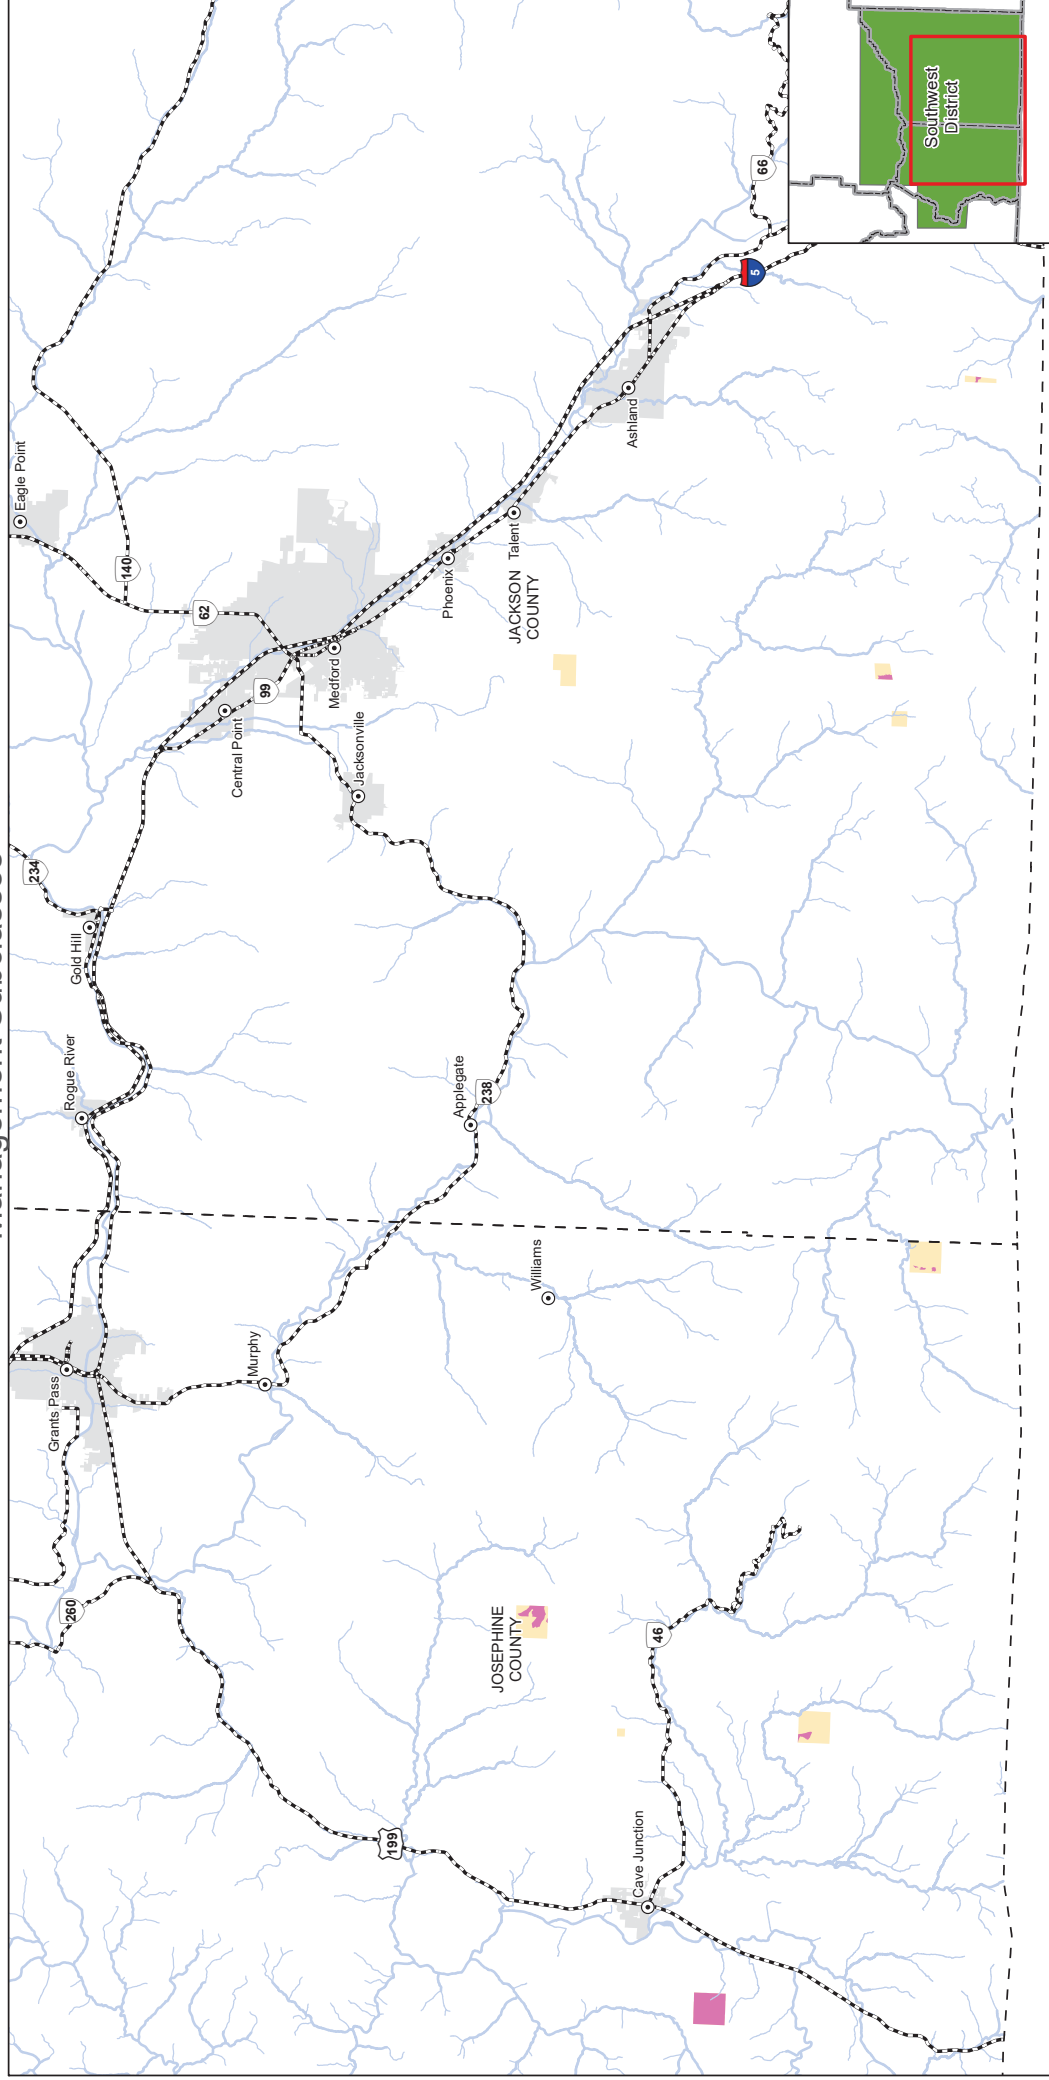 Eagle Point
234
Grants Pass
260
Rogue River
Gold Hill
140
62
Central Point
Murphy
99
Medford
Jacksonville
199
Phoenix
Applegate
238
JOSEPHINE
COUNTY
JACKSON
COUNTY
Talent
Williams
Ashland
Cave Junction
46
5
66
Southwest
District